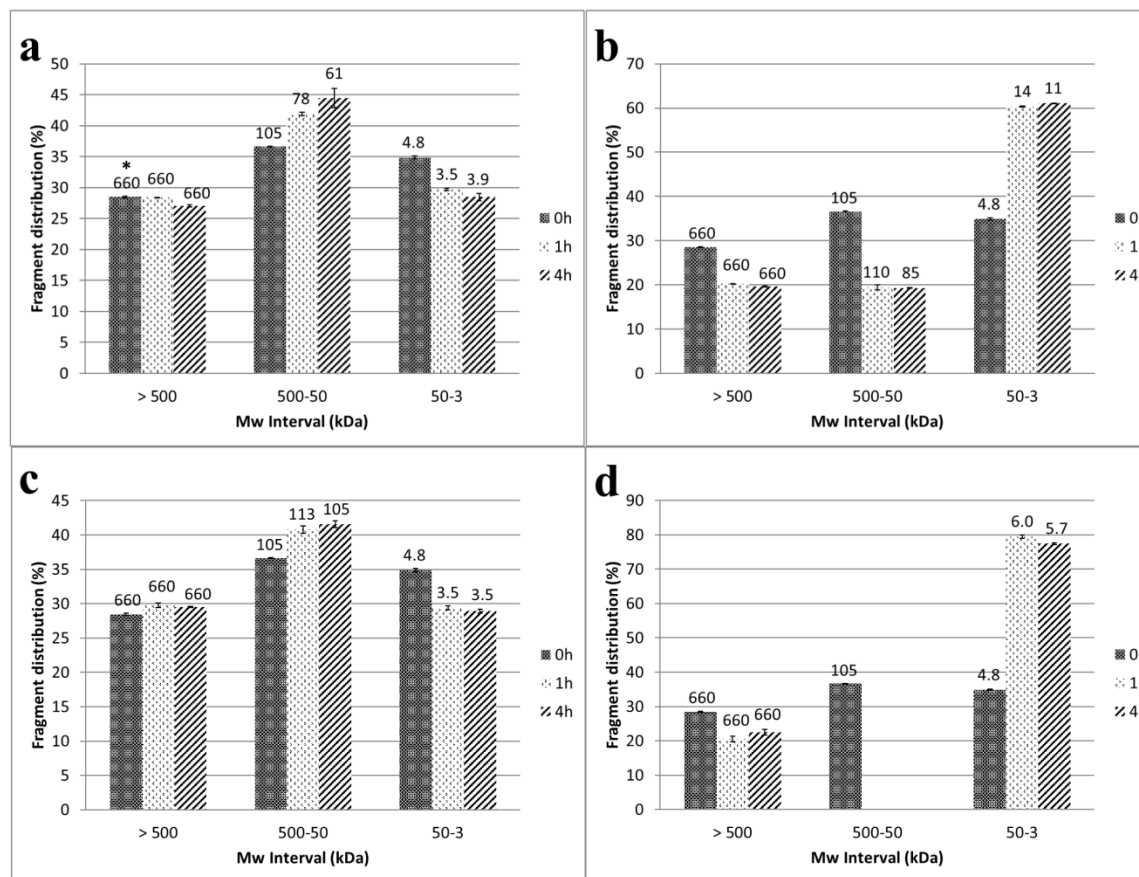 a
50
45
40
35
30
25
20
15
10
5
0
Fragment distribution (%)
*
660 660 660
105 78 61
4.8 3.5 3.9
> 500 500-50 50-3
Mw Interval (kDa)
0h
1h
4h
b
70
60
50
40
30
20
10
0
Fragment distribution (%)
660 660 660
105 110 85
4.8 14 11
> 500 500-50 50-3
Mw Interval (kDa)
0
1
4
c
45
40
35
30
25
20
15
10
5
0
Fragment distribution (%)
660 660 660
105 113 105
4.8 3.5 3.5
> 500 500-50 50-3
Mw Interval (kDa)
0h
1h
4h
d
90
80
70
60
50
40
30
20
10
0
Fragment distribution (%)
660 660 660
105
4.8 6.0 5.7
> 500 500-50 50-3
Mw Interval (kDa)
0
1
4